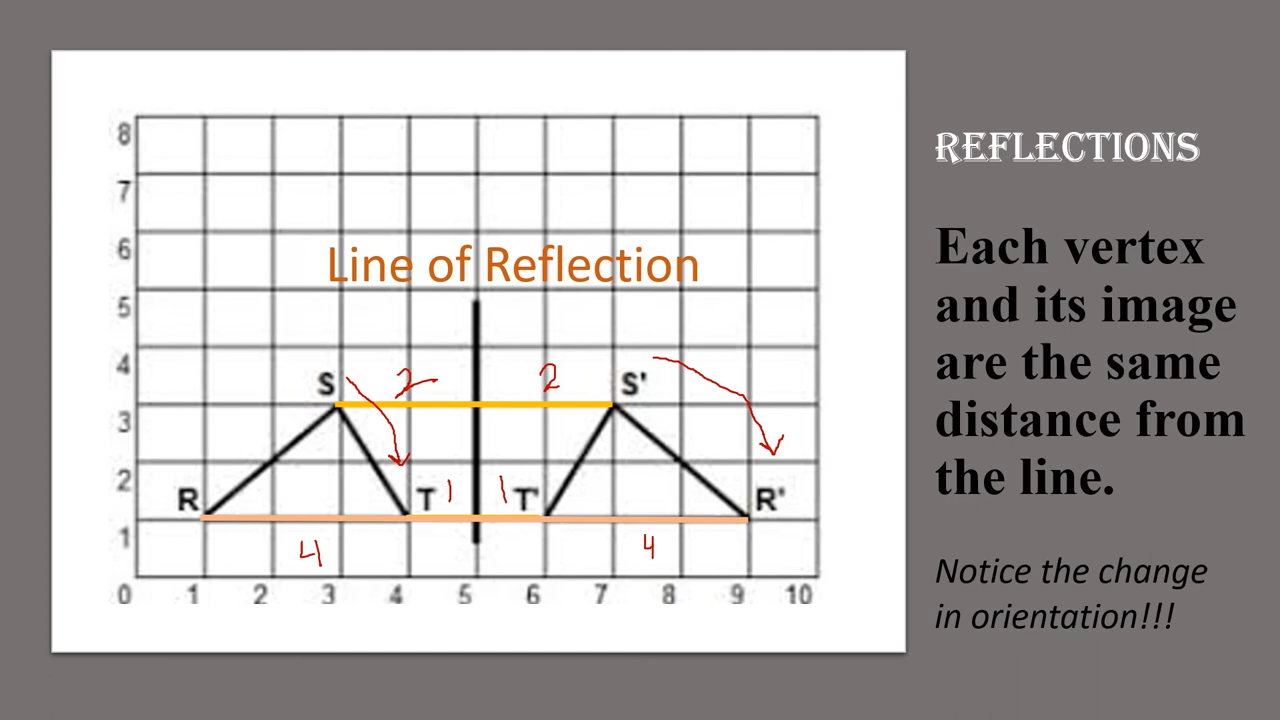 8
7
6
Line of Reflection
5
4
S 2 2 S'
3
2
R T 1 1 T' R'
1
4 4
0 1 2 3 4 5 6 7 8 9 10
REFLECTIONS
Each vertex
and its image
are the same
distance from
the line.
Notice the change
in orientation!!!